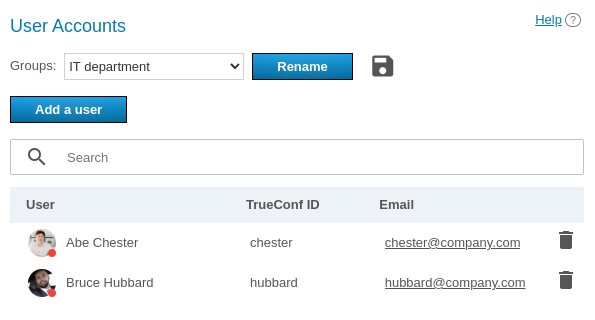 User Accounts
Help ?
Groups: IT department Rename
Add a user
Search
User TrueConf ID Email
Abe Chester chester chester@company.com
Bruce Hubbard hubbard hubbard@company.com